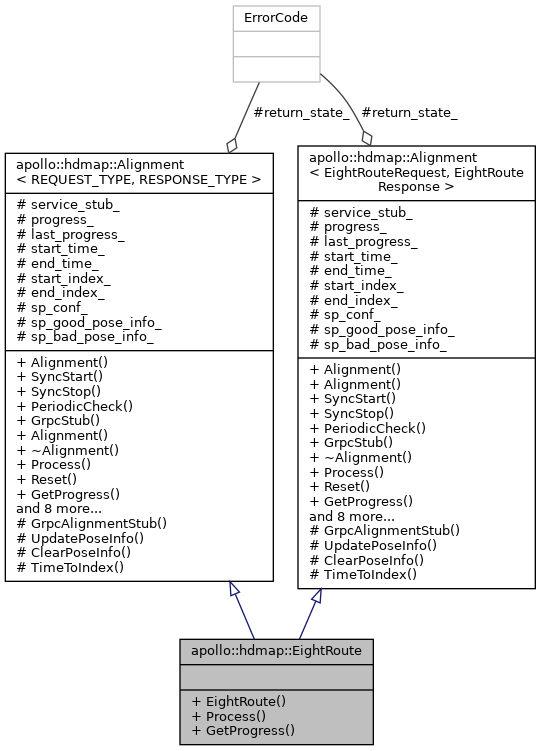 ErrorCode
#return_state_
#return_state_
apollo::hdmap::Alignment
< REQUEST_TYPE, RESPONSE_TYPE >
# service_stub_
# progress_
# last_progress_
# start_time_
# end_time_
# start_index_
# end_index_
# sp_conf_
# sp_good_pose_info_
# sp_bad_pose_info_
+ Alignment()
+ SyncStart()
+ SyncStop()
+ PeriodicCheck()
+ GrpcStub()
+ Alignment()
+ ~Alignment()
+ Process()
+ Reset()
+ GetProgress()
and 8 more...
# GrpcAlignmentStub()
# UpdatePoseInfo()
# ClearPoseInfo()
# TimeToIndex()
apollo::hdmap::Alignment
< EightRouteRequest, EightRoute
Response >
# service_stub_
# progress_
# last_progress_
# start_time_
# end_time_
# start_index_
# end_index_
# sp_conf_
# sp_good_pose_info_
# sp_bad_pose_info_
+ Alignment()
+ Alignment()
+ SyncStart()
+ SyncStop()
+ PeriodicCheck()
+ GrpcStub()
+ ~Alignment()
+ Process()
+ Reset()
+ GetProgress()
and 8 more...
# GrpcAlignmentStub()
# UpdatePoseInfo()
# ClearPoseInfo()
# TimeToIndex()
apollo::hdmap::EightRoute
+ EightRoute()
+ Process()
+ GetProgress()